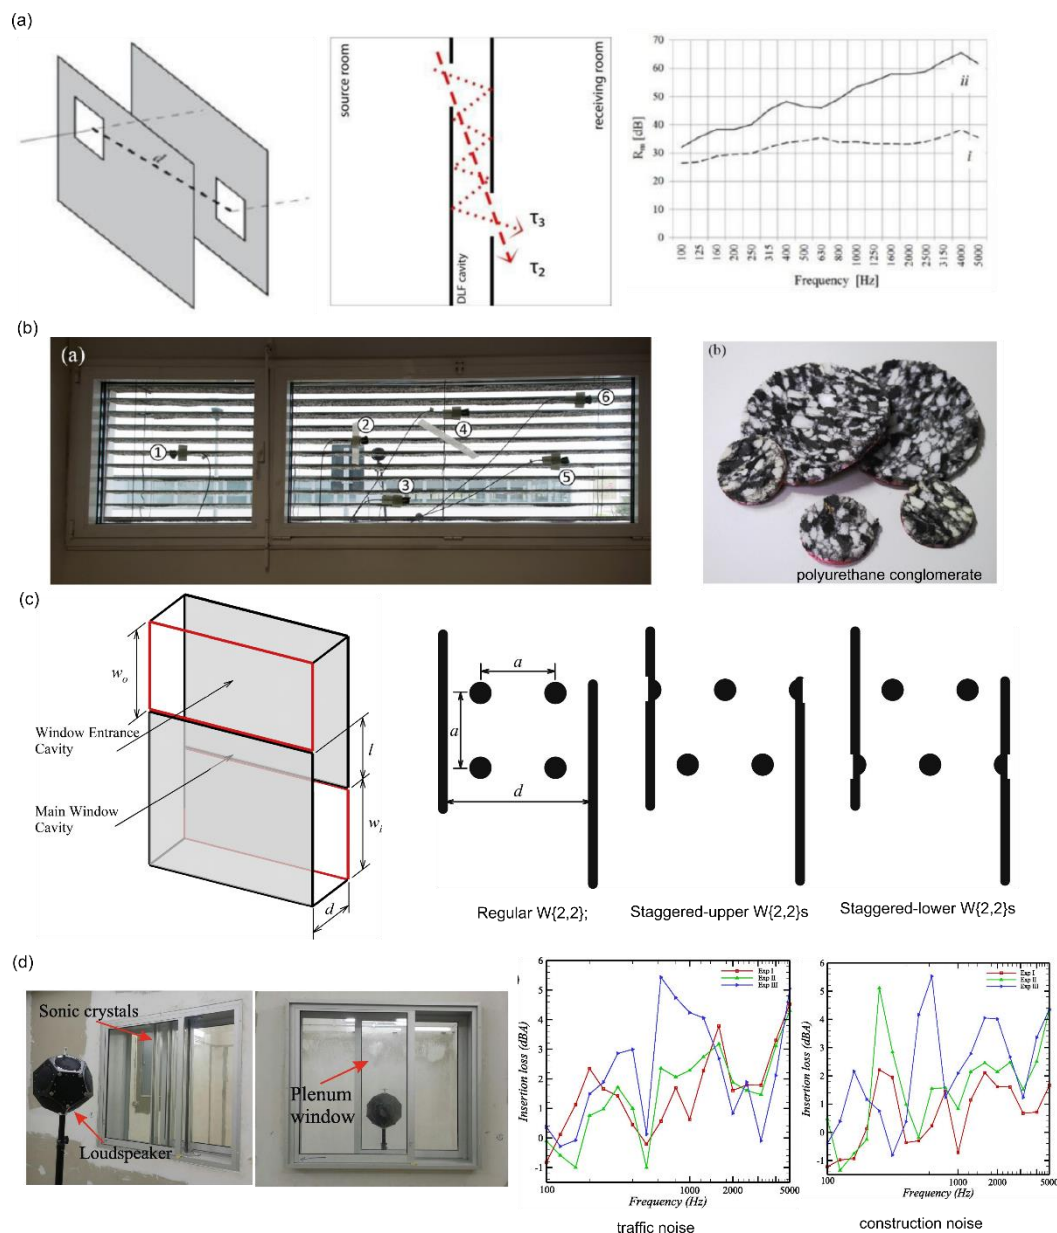 (a)
d
source room
DLF cavity
receiving room
τ3
τ2
70
60
50
40
30
20
10
0
Rm [dB]
ii
i
100
125
160
200
250
315
400
500
630
800
1000
1250
1600
2000
2500
3150
4000
5000
Frequency [Hz]
(b)
(a)
1
2
3
4
5
6
(b)
polyurethane conglomerate
(c)
wo
Window Entrance
Cavity
l
Main Window
Cavity
wi
d
a
a
d
Regular W{2,2};
Staggered-upper W{2,2}s
Staggered-lower W{2,2}s
(d)
Sonic crystals
Loudspeaker
Plenum
window
6
5
4
3
2
1
0
-1
Insertion loss (dBA)
Exp I
Exp II
Exp III
100
1000
2000
5000
Frequency (Hz)
traffic noise
6
5
4
3
2
1
0
-1
Insertion loss (dBA)
Exp I
Exp II
Exp III
100
1000
2000
5000
Frequency (Hz)
construction noise